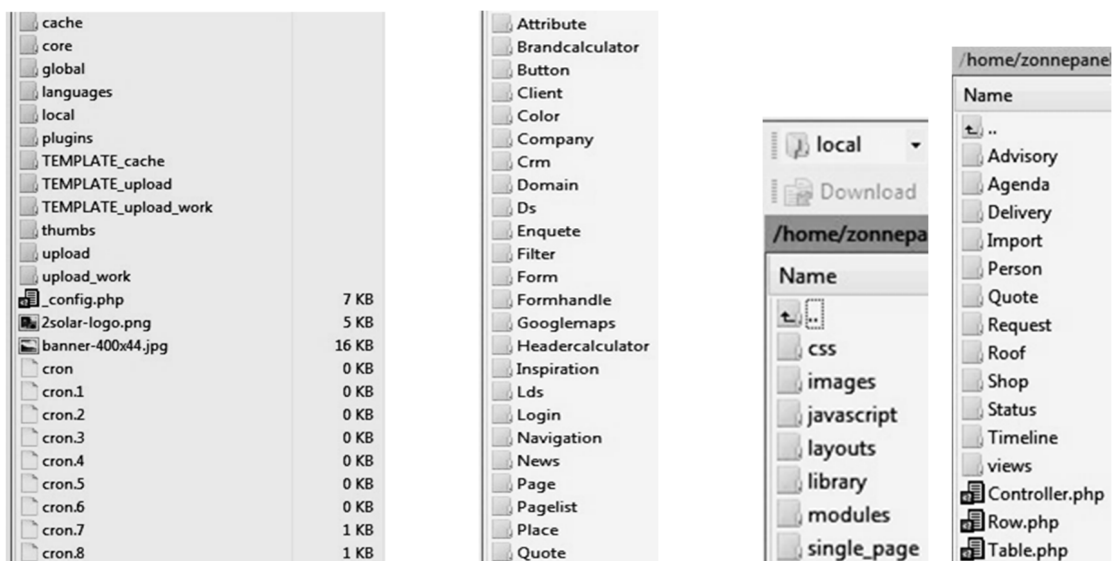 cache
core
global
languages
local
plugins
TEMPLATE_cache
TEMPLATE_upload
TEMPLATE_upload_work
thumbs
upload
upload_work
_config.php 7 KB
2solar-logo.png 5 KB
banner-400x44.jpg 16 KB
cron 0 KB
cron.1 0 KB
cron.2 0 KB
cron.3 0 KB
cron.4 0 KB
cron.5 0 KB
cron.6 0 KB
cron.7 1 KB
cron.8 1 KB
Attribute
Brandcalculator
Button
Client
Color
Company
Crm
Domain
Ds
Enquete
Filter
Form
Formhandle
Googlemaps
Headercalculator
Inspiration
Lds
Login
Navigation
News
Page
Pagelist
Place
Quote
local
Download
/home/zonnepa
Name
..
css
images
javascript
layouts
library
modules
single_page
/home/zonnepanel
Name
..
Advisory
Agenda
Delivery
Import
Person
Quote
Request
Roof
Shop
Status
Timeline
views
Controller.php
Row.php
Table.php